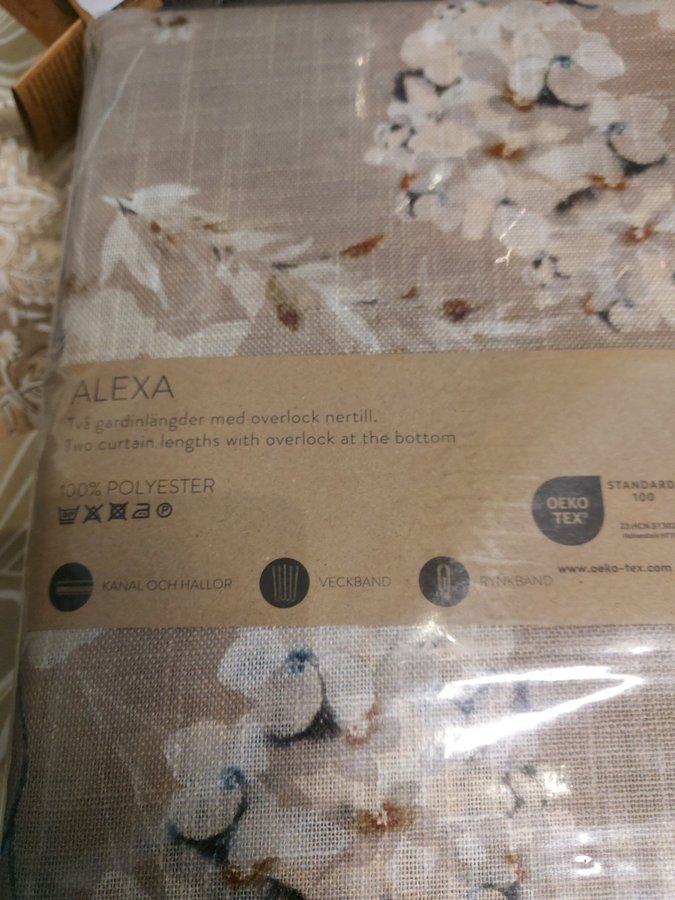 ALEXA
Två gardinlängder med overlock nertill.
Two curtain lengths with overlock at the bottom
100% POLYESTER
STANDARD
100
OEKO
TEX®
www.oeko-tex.com
KANAL OCH HÄLLOR
VECKBAND
RYNKBAND